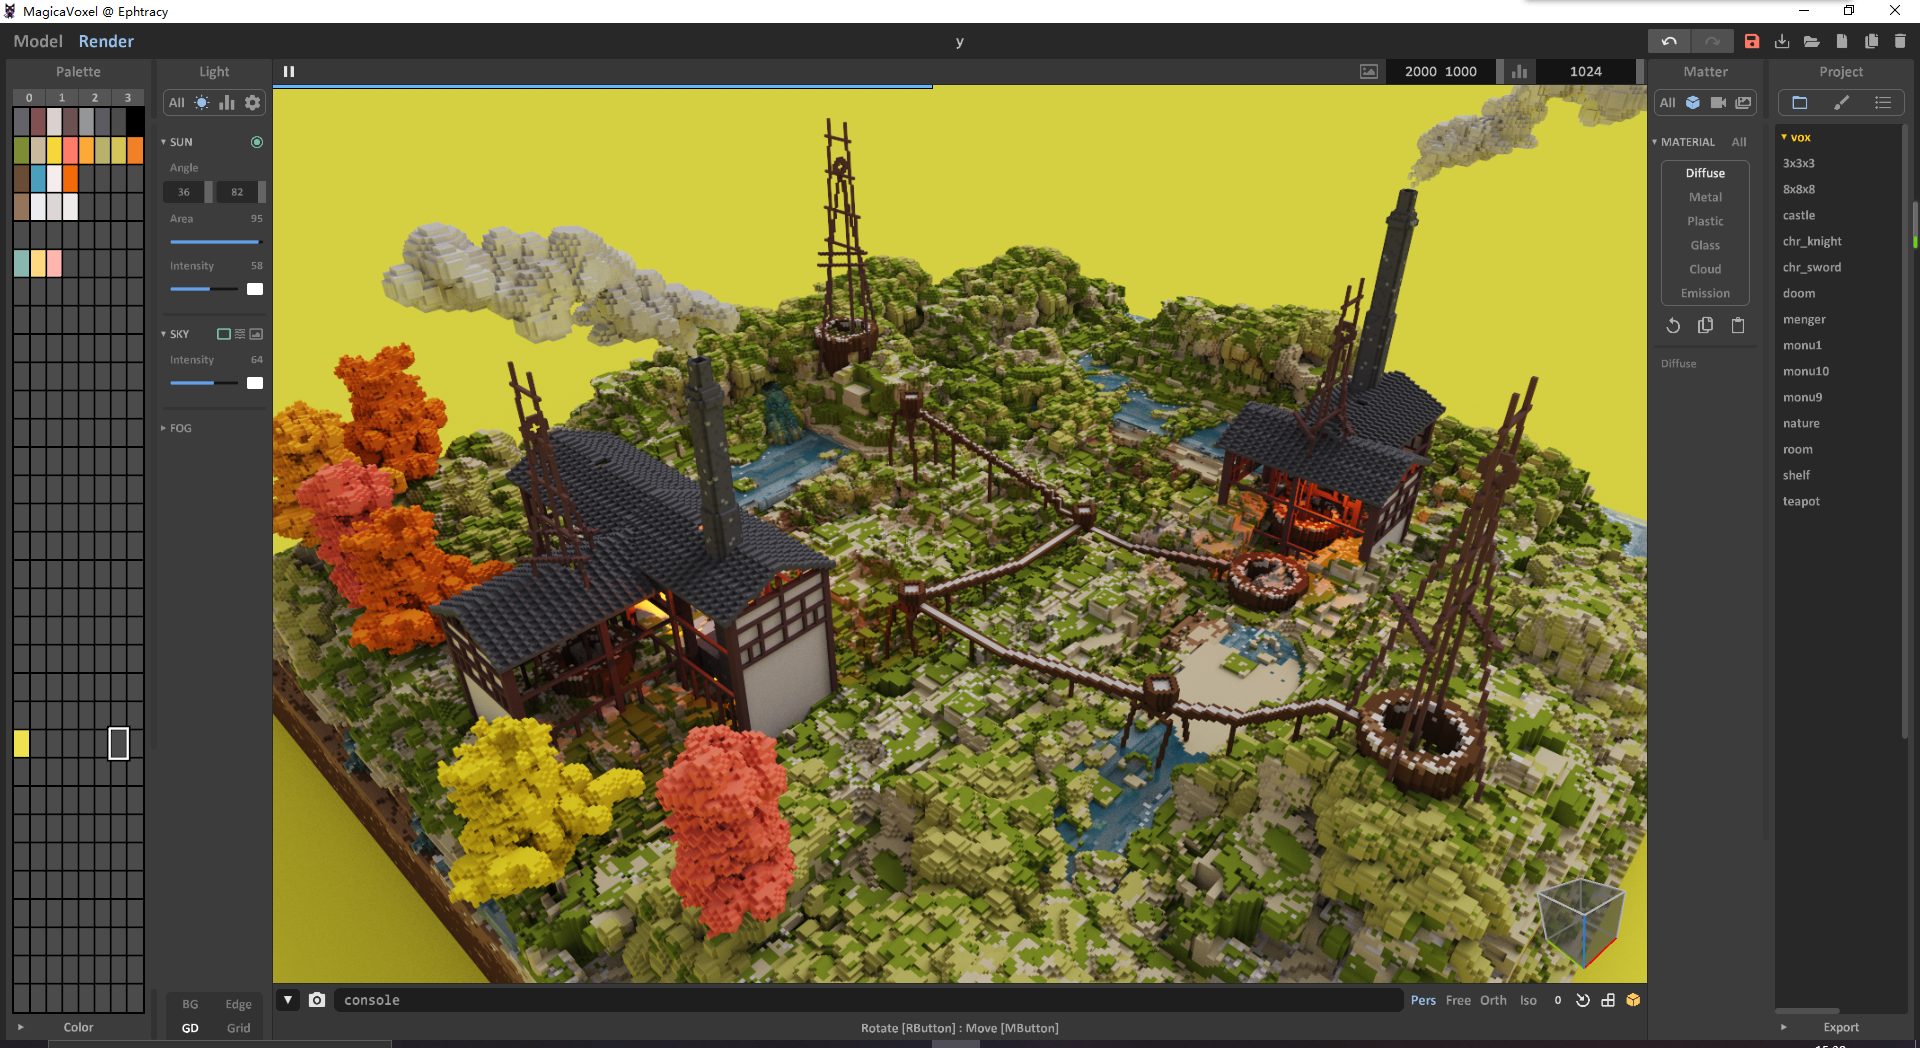 MagicaVoxel @ Ephtracy
Model Render
y
Palette
0 1 2 3
Color
Light
All
SUN
Angle
36 82
Area 95
Intensity 58
SKY
Intensity 64
FOG
BG Edge
GD Grid
2000 1000
1024
console
Pers Free Orth Iso 0
Rotate [RButton] : Move [MButton]
Matter
All
MATERIAL All
Diffuse
Metal
Plastic
Glass
Cloud
Emission
Diffuse
Project
vox
3x3x3
8x8x8
castle
chr_knight
chr_sword
doom
menger
monu1
monu10
monu9
nature
room
shelf
teapot
Export